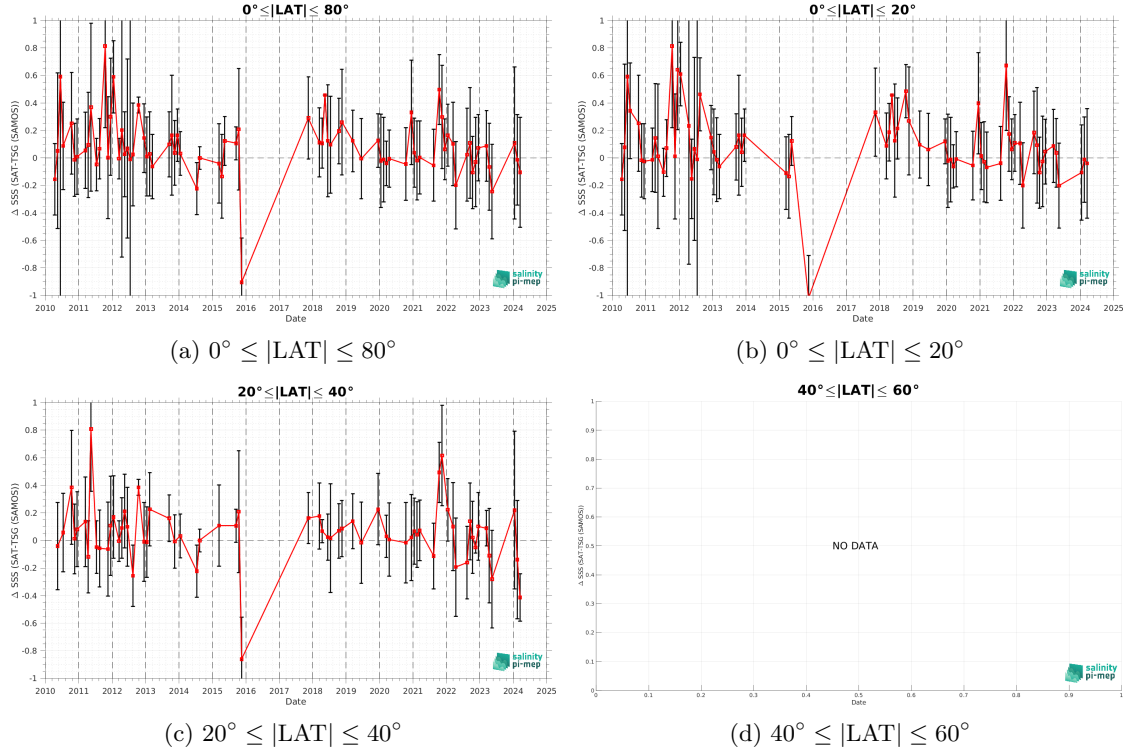 0°≤|LAT|≤ 80°
Δ SSS (SAT-TSG (SAMOS))
1
0.8
0.6
0.4
0.2
0
-0.2
-0.4
-0.6
-0.8
-1
2010 2011 2012 2013 2014 2015 2016 2017 2018 2019 2020 2021 2022 2023 2024 2025
Date
salinity
pi-mep
(a) 0° ≤ |LAT| ≤ 80°
0°≤|LAT|≤ 20°
Δ SSS (SAT-TSG (SAMOS))
1
0.8
0.6
0.4
0.2
0
-0.2
-0.4
-0.6
-0.8
-1
2010 2011 2012 2013 2014 2015 2016 2017 2018 2019 2020 2021 2022 2023 2024 2025
Date
salinity
pi-mep
(b) 0° ≤ |LAT| ≤ 20°
20°≤|LAT|≤ 40°
Δ SSS (SAT-TSG (SAMOS))
1
0.8
0.6
0.4
0.2
0
-0.2
-0.4
-0.6
-0.8
-1
2010 2011 2012 2013 2014 2015 2016 2017 2018 2019 2020 2021 2022 2023 2024 2025
Date
salinity
pi-mep
(c) 20° ≤ |LAT| ≤ 40°
40°≤|LAT|≤ 60°
Δ SSS (SAT-TSG (SAMOS))
1
0.9
0.8
0.7
0.6
0.5
0.4
0.3
0.2
0.1
0
NO DATA
0 0.1 0.2 0.3 0.4 0.5 0.6 0.7 0.8 0.9 1
Date
salinity
pi-mep
(d) 40° ≤ |LAT| ≤ 60°